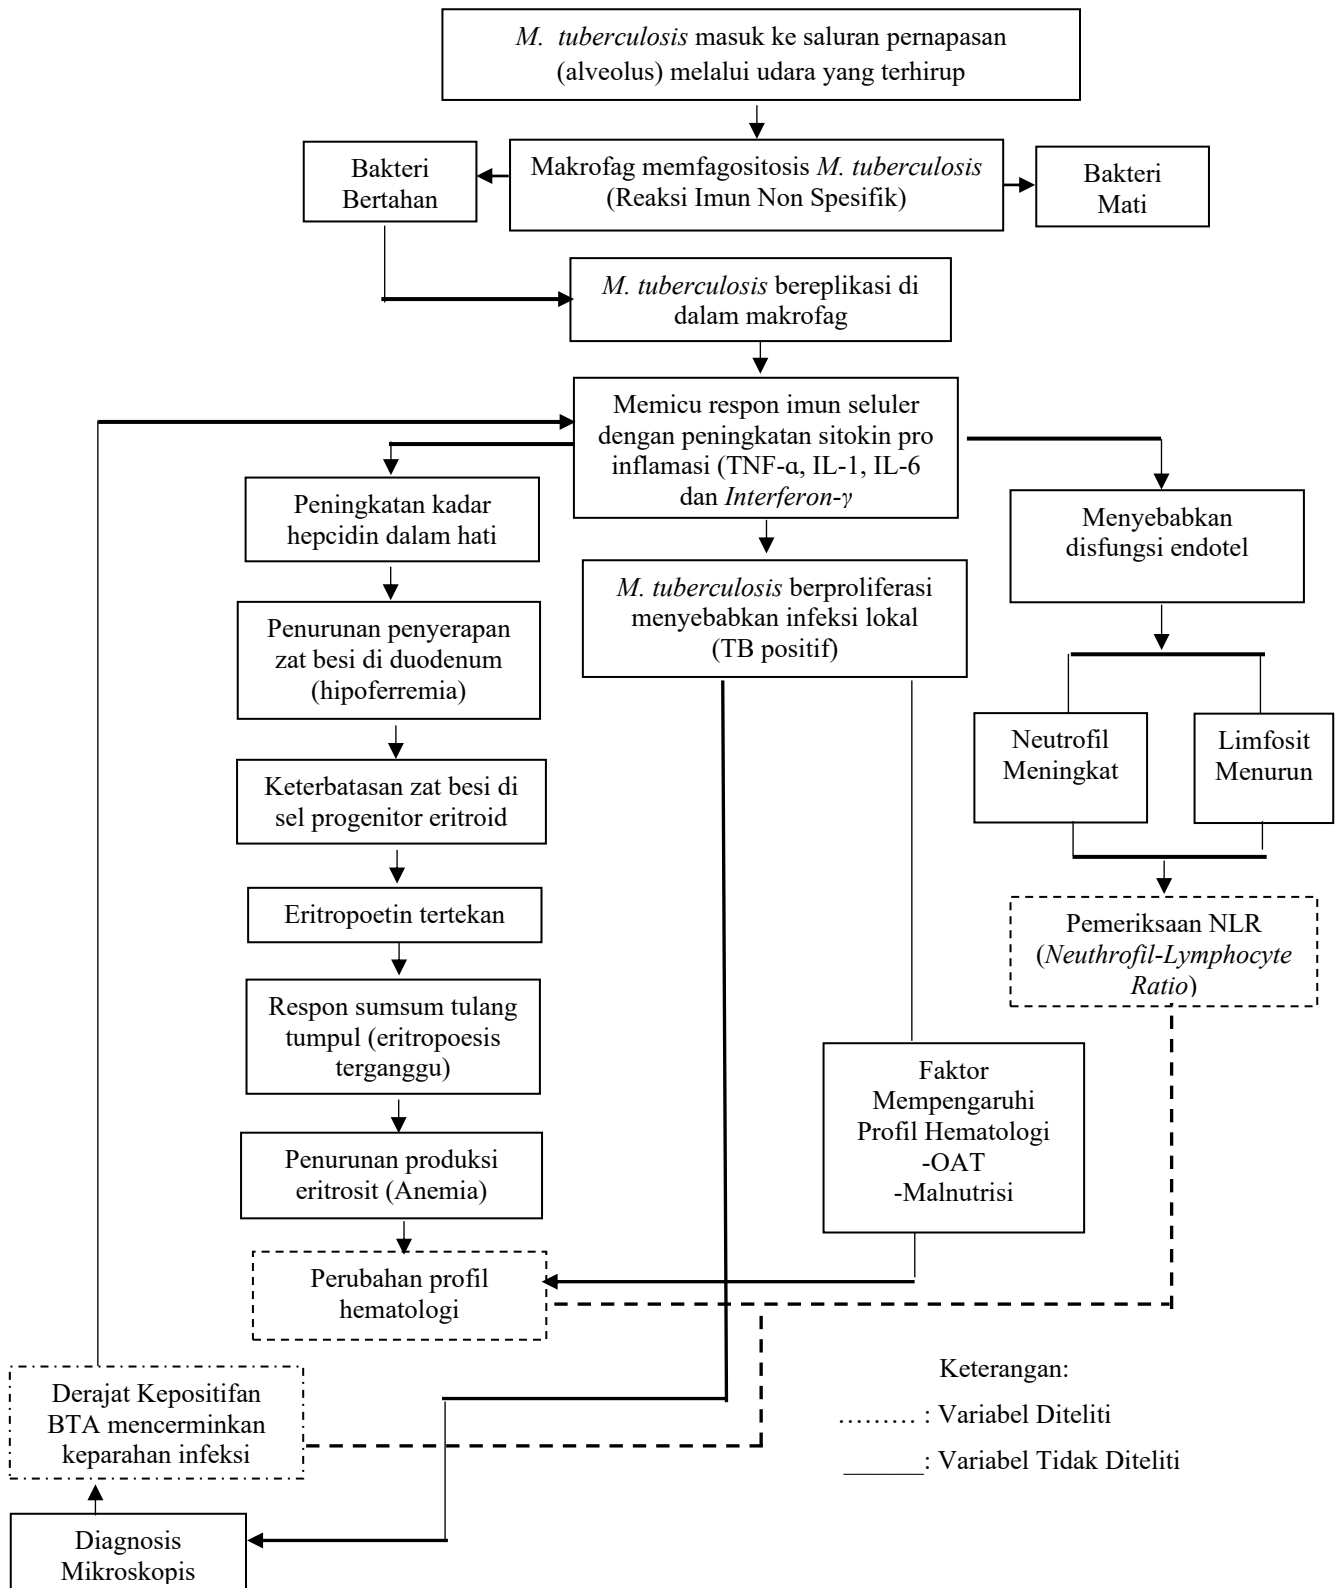 M. tuberculosis masuk ke saluran pernapasan
(alveolus) melalui udara yang terhirup
Bakteri
Bertahan
Makrofag memfagositosis M. tuberculosis
(Reaksi Imun Non Spesifik)
Bakteri
Mati
M. tuberculosis bereplikasi di
dalam makrofag
Memicu respon imun seluler
dengan peningkatan sitokin pro
inflamasi (TNF-α, IL-1, IL-6
dan Interferon-γ
Peningkatan kadar
hepcidin dalam hati
Menyebabkan
disfungsi endotel
M. tuberculosis berproliferasi
menyebabkan infeksi lokal
(TB positif)
Penurunan penyerapan
zat besi di duodenum
(hipoferremia)
Neutrofil
Meningkat
Limfosit
Menurun
Keterbatasan zat besi di
sel progenitor eritroid
Eritropoetin tertekan
Pemeriksaan NLR
(Neuthrofil-Lymphocyte
Ratio)
Respon sumsum tulang
tumpul (eritropoesis
terganggu)
Faktor
Mempengaruhi
Profil Hematologi
-OAT
-Malnutrisi
Penurunan produksi
eritrosit (Anemia)
Perubahan profil
hematologi
Derajat Kepositifan
BTA mencerminkan
keparahan infeksi
Keterangan:
……… : Variabel Diteliti
______: Variabel Tidak Diteliti
Diagnosis
Mikroskopis